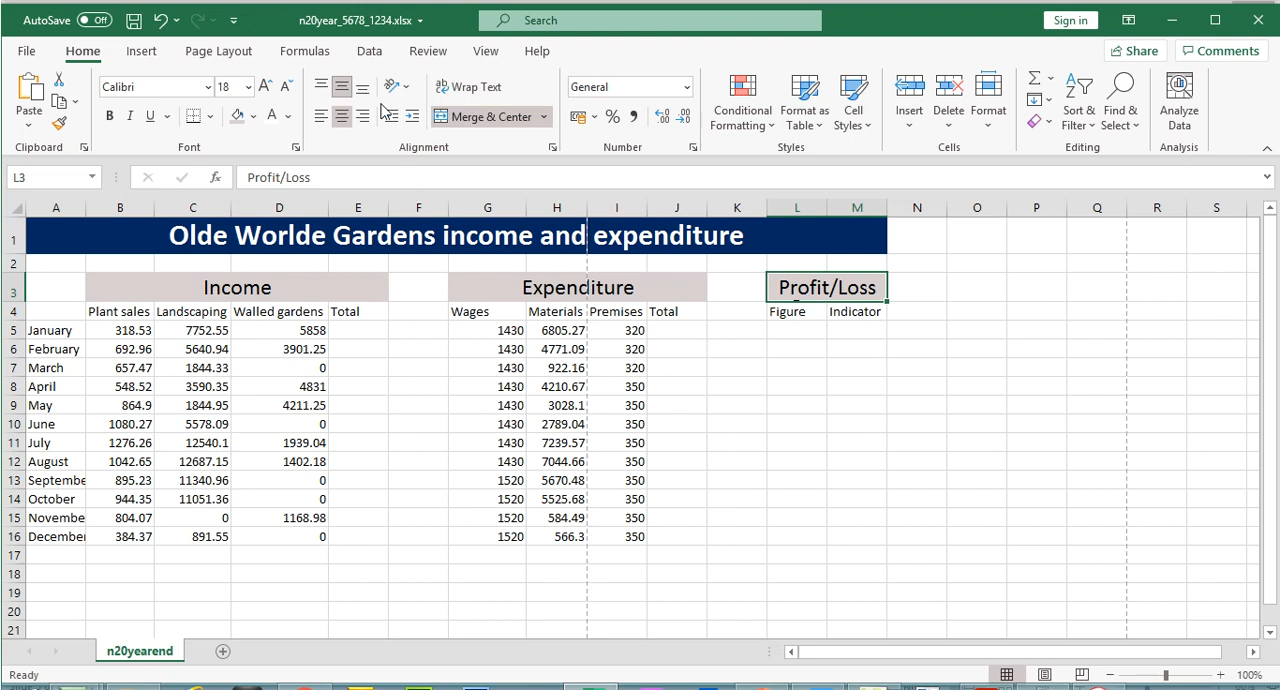 AutoSave Off n20year_5678_1234.xlsx Search Sign in
File Home Insert Page Layout Formulas Data Review View Help Share Comments
Calibri 18 Wrap Text General
Paste B I U A Merge & Center % Conditional Formatting Format as Table Cell Styles Insert Delete Format Sort & Filter Find & Select Analyze Data
Clipboard Font Alignment Number Styles Cells Editing Analysis
L3 fx Profit/Loss
A B C D E F G H I J K L M N O P Q R S
1 Olde Worlde Gardens income and expenditure
2
3 Income Expenditure Profit/Loss
4 Plant sales Landscaping Walled gardens Total Wages Materials Premises Total Figure Indicator
5 January 318.53 7752.55 5858 1430 6805.27 320
6 February 692.96 5640.94 3901.25 1430 4771.09 320
7 March 657.47 1844.33 0 1430 922.16 320
8 April 548.52 3590.35 4831 1430 4210.67 350
9 May 864.9 1844.95 4211.25 1430 3028.1 350
10 June 1080.27 5578.09 0 1430 2789.04 350
11 July 1276.26 12540.1 1939.04 1430 7239.57 350
12 August 1042.65 12687.15 1402.18 1430 7044.66 350
13 Septembe 895.23 11340.96 0 1520 5670.48 350
14 October 944.35 11051.36 0 1520 5525.68 350
15 Novembe 804.07 0 1168.98 1520 584.49 350
16 December 384.37 891.55 0 1520 566.3 350
17
18
19
20
21
n20yearend
Ready 100%